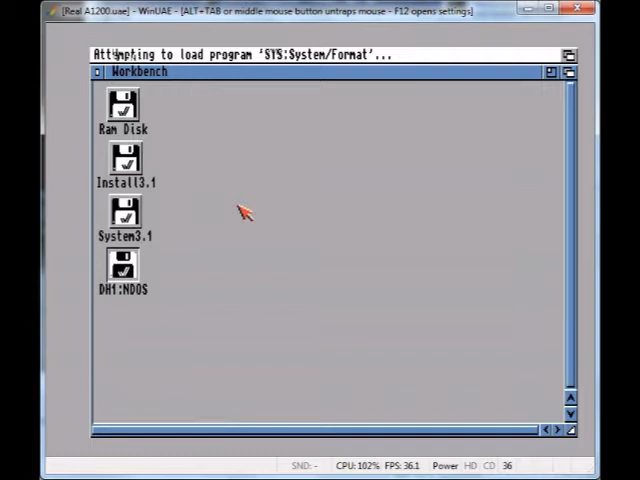 [Real A1200.uae] - WinUAE - [ALT+TAB or middle mouse button untraps mouse - F12 opens settings]
Attympting to load program 'SYS:System/Format'...
Workbench
Ram Disk
Install3.1
System3.1
DH1:NDOS
SND: - CPU: 102% FPS: 36.1 Power HD CD 36